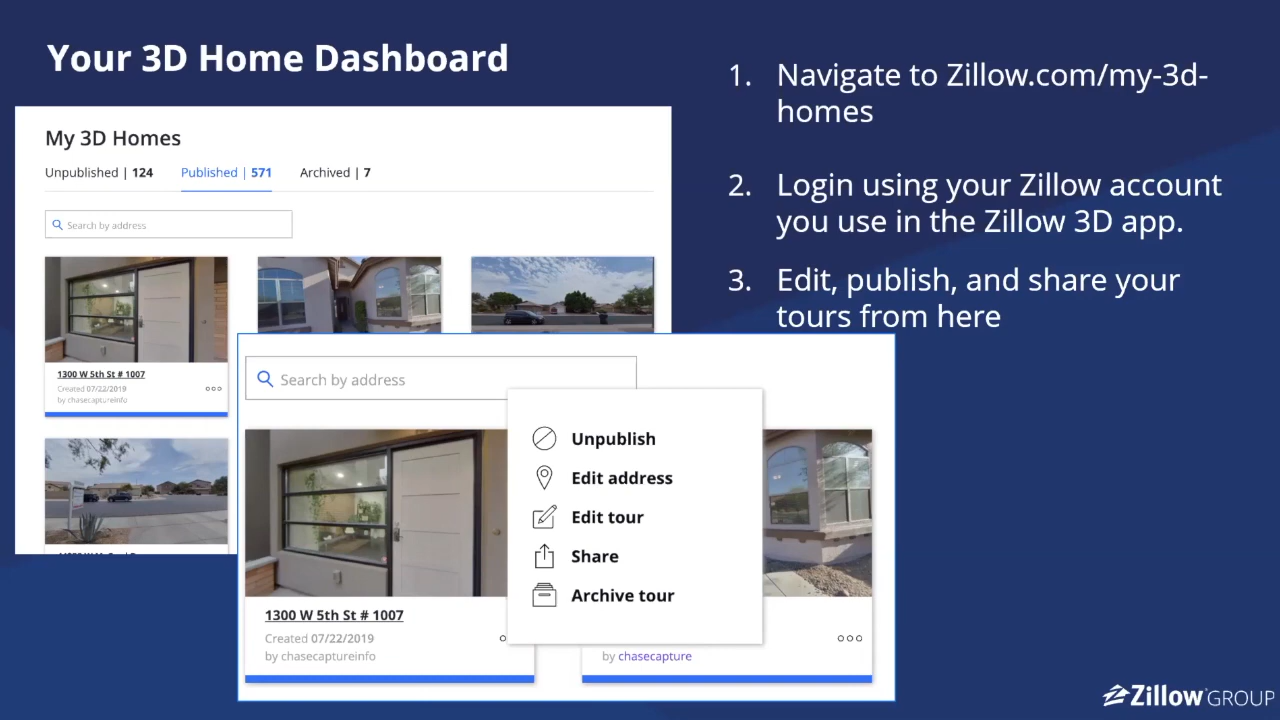 Your 3D Home Dashboard
My 3D Homes
Unpublished | 124 Published | 571 Archived | 7
Search by address
1300 W 5th St # 1007
Created 07/22/2019
by chasecaptureinfo
Search by address
Unpublish
Edit address
Edit tour
Share
Archive tour
1300 W 5th St # 1007
Created 07/22/2019
by chasecaptureinfo
by chasecapture
1. Navigate to Zillow.com/my-3d-
homes
2. Login using your Zillow account
you use in the Zillow 3D app.
3. Edit, publish, and share your
tours from here
Zillow GROUP